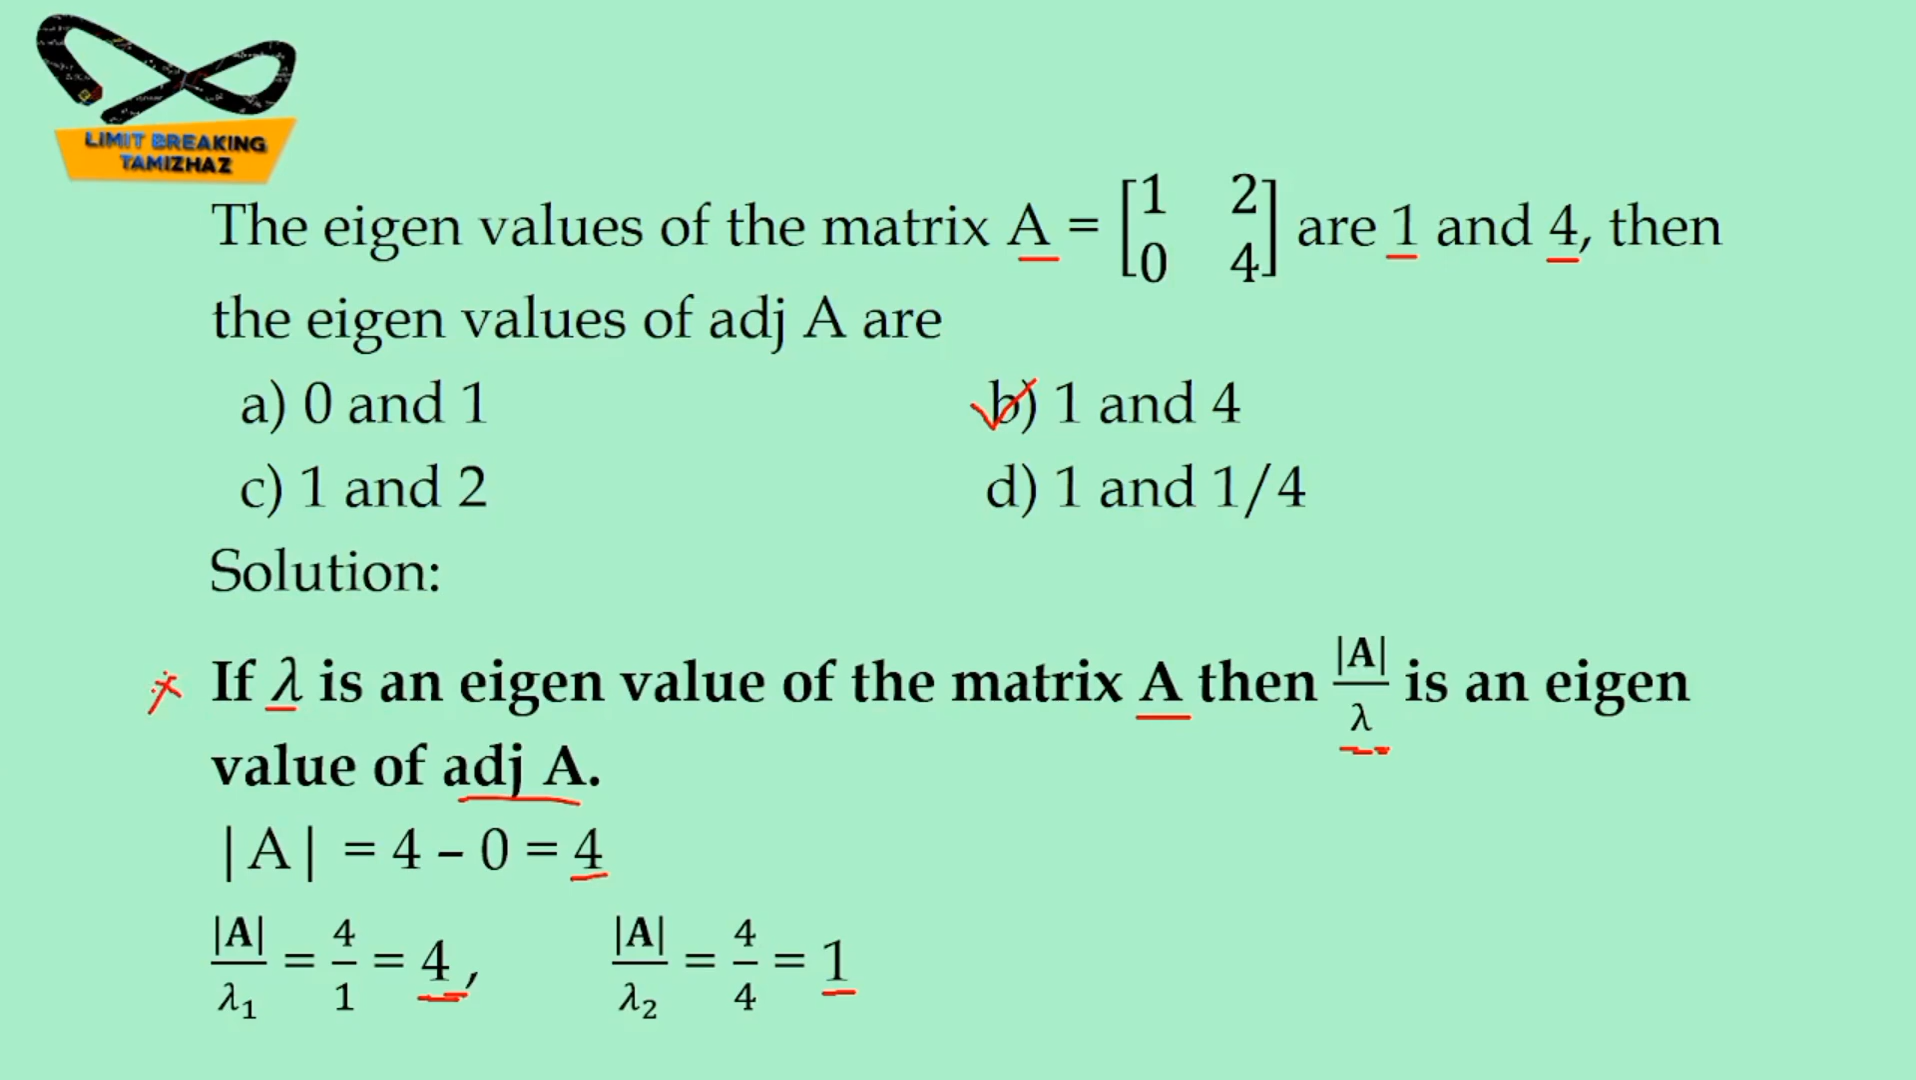 LIMIT BREAKING
TAMIZHAZ
The eigen values of the matrix A = [1 2
0 4] are 1 and 4, then
the eigen values of adj A are
a) 0 and 1
b) 1 and 4
c) 1 and 2
d) 1 and 1/4
Solution:
If λ is an eigen value of the matrix A then |A|/λ is an eigen
value of adj A.
|A| = 4 – 0 = 4
|A|/λ₁ = 4/1 = 4 , |A|/λ₂ = 4/4 = 1